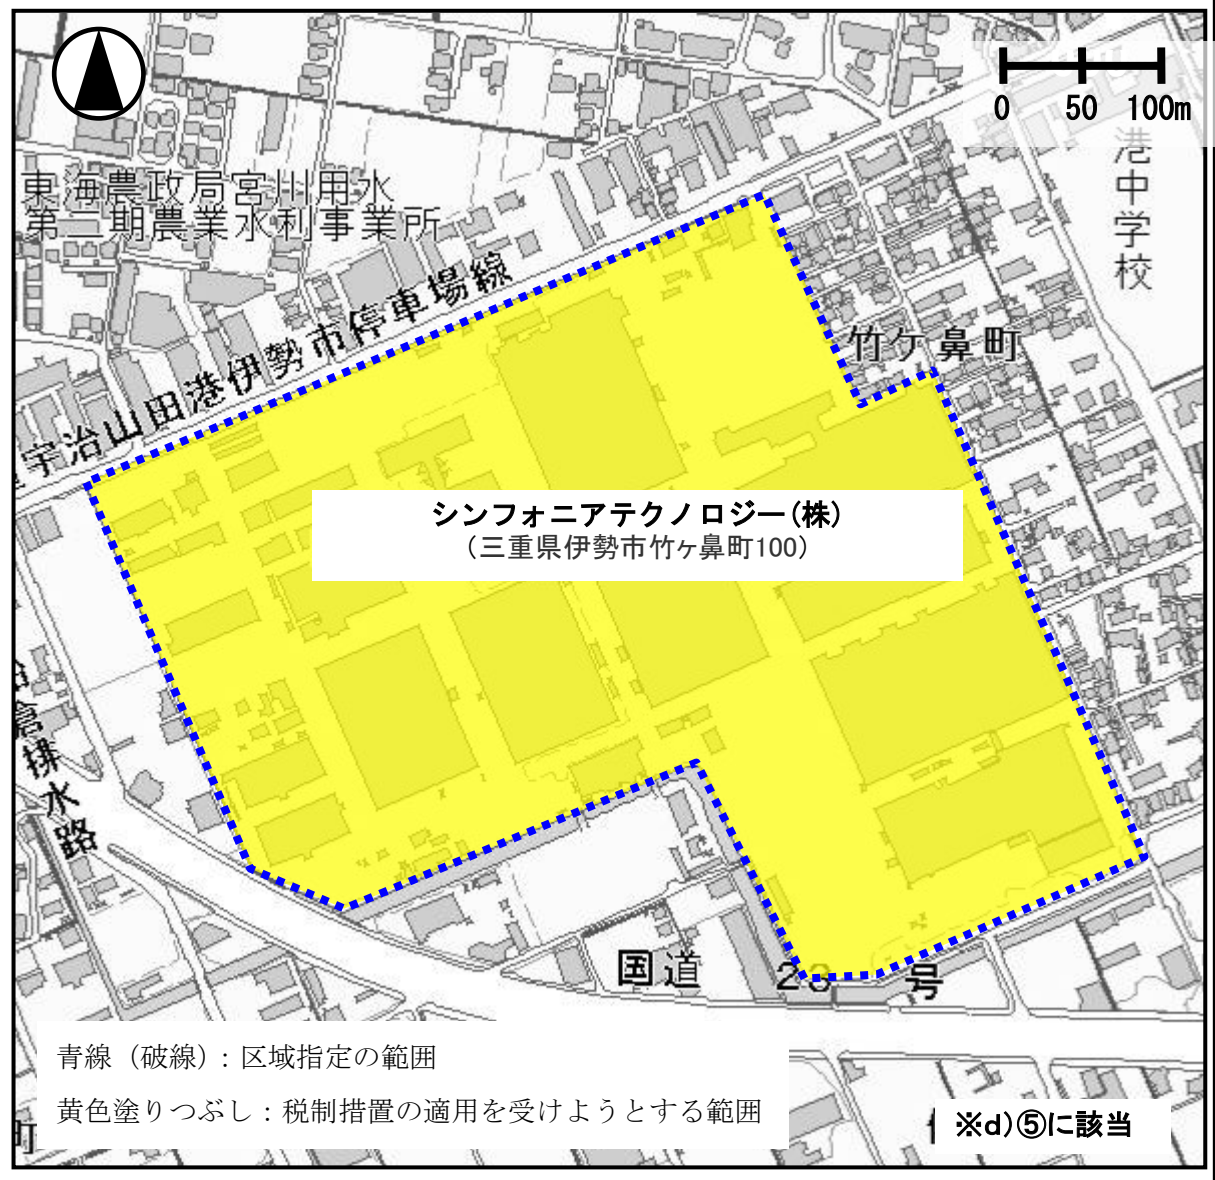 0 50 100m
港中学校
東海農政局宮川用水
第二期農業水利事業所
宇治山田港伊勢市停車場線
竹ケ鼻町
シンフォニアテクノロジー(株)
(三重県伊勢市竹ヶ鼻町100)
倉排水路
国道 23 号
青線（破線）：区域指定の範囲
黄色塗りつぶし：税制措置の適用を受けようとする範囲
町
※d)⑤に該当